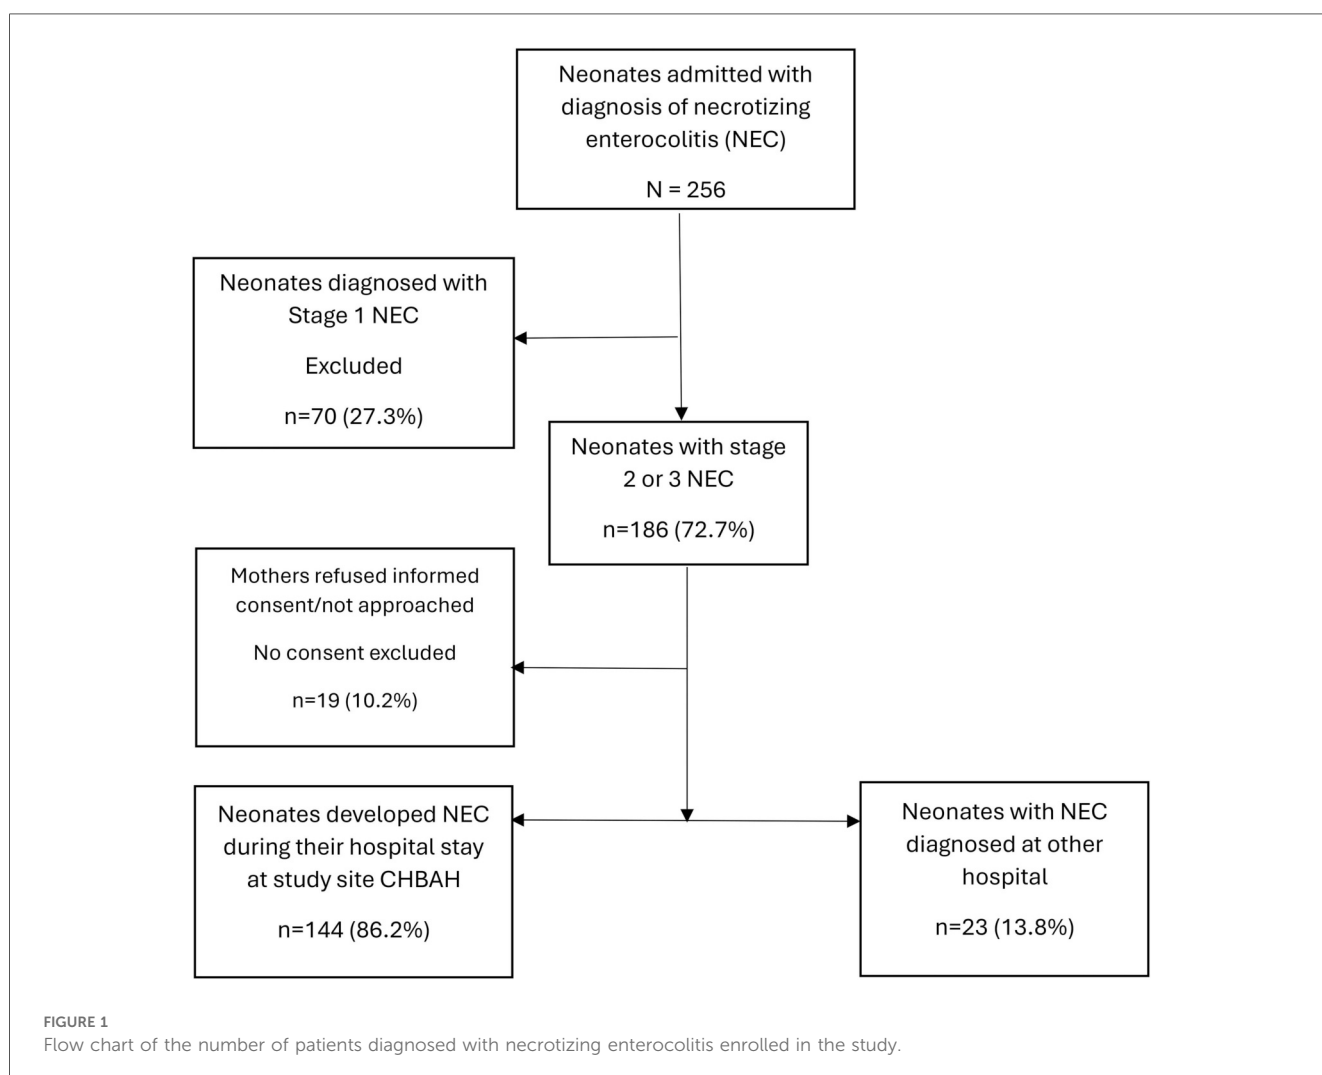 Neonates admitted with
diagnosis of necrotizing
enterocolitis (NEC)
N = 256
Neonates diagnosed with
Stage 1 NEC
Excluded
n=70 (27.3%)
Neonates with stage
2 or 3 NEC
n=186 (72.7%)
Mothers refused informed
consent/not approached
No consent excluded
n=19 (10.2%)
Neonates developed NEC
during their hospital stay
at study site CHBAH
n=144 (86.2%)
Neonates with NEC
diagnosed at other
hospital
n=23 (13.8%)
FIGURE 1
Flow chart of the number of patients diagnosed with necrotizing enterocolitis enrolled in the study.